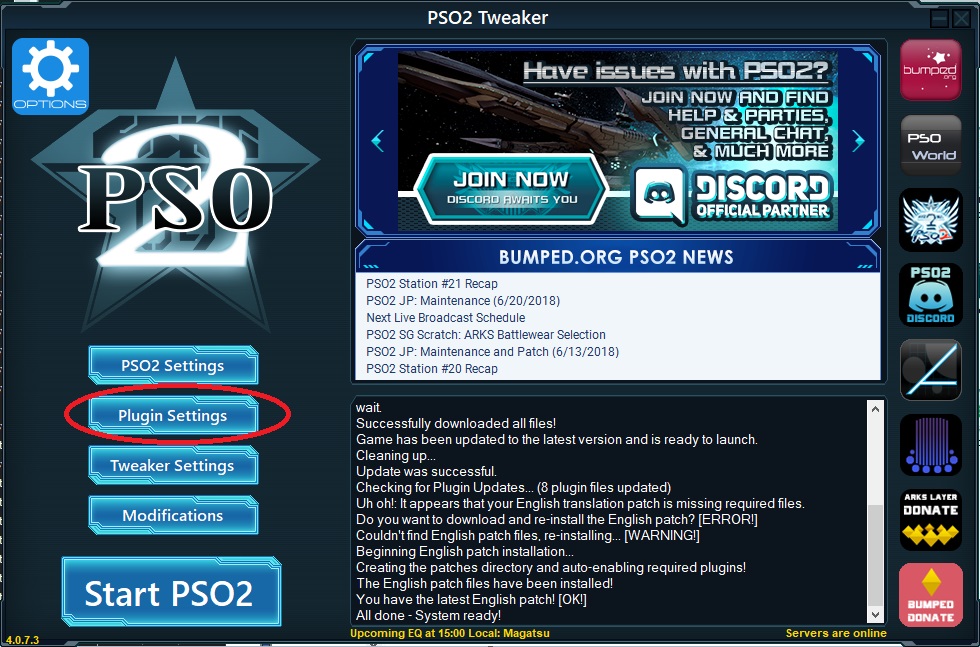 PSO2 Tweaker
OPTIONS
PSO
2
PSO2 Settings
Plugin Settings
Tweaker Settings
Modifications
Start PSO2
4.0.7.3
Have issues with PSO2?
JOIN NOW AND FIND
HELP & PARTIES,
GENERAL CHAT,
& MUCH MORE
JOIN NOW
DISCORD AWAITS YOU
DISCORD
OFFICIAL PARTNER
BUMPED.ORG PSO2 NEWS
PSO2 Station #21 Recap
PSO2 JP: Maintenance (6/20/2018)
Next Live Broadcast Schedule
PSO2 SG Scratch: ARKS Battlewear Selection
PSO2 JP: Maintenance and Patch (6/13/2018)
PSO2 Station #20 Recap
wait.
Successfully downloaded all files!
Game has been updated to the latest version and is ready to launch.
Cleaning up...
Update was successful.
Checking for Plugin Updates... (8 plugin files updated)
Uh oh!: It appears that your English translation patch is missing required files.
Do you want to download and re-install the English patch? [ERROR!]
Couldn't find English patch files, re-installing... [WARNING!]
Beginning English patch installation...
Creating the patches directory and auto-enabling required plugins!
The English patch files have been installed!
You have the latest English patch! [OK!]
All done - System ready!
Upcoming EQ at 15:00 Local: Magatsu
Servers are online
bumped
.org
PSO
World
PSO2
PSO2
DISCORD
ARKS LAYER
DONATE
BUMPED
DONATE